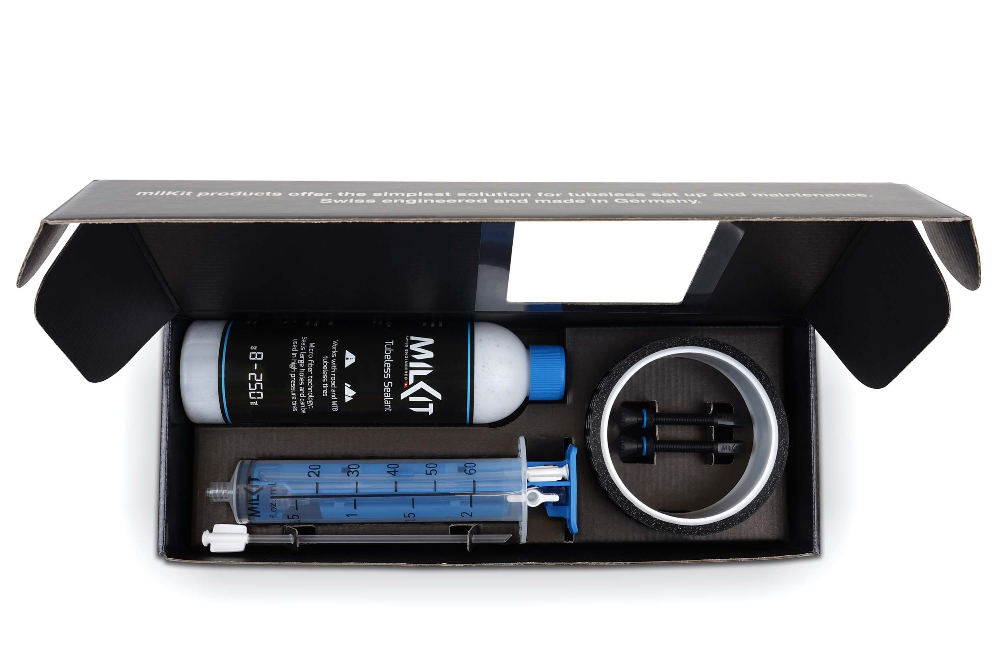 milKit products offer the simplest solution for tubeless set up and maintenance.
Swiss engineered and made in Germany.
MILKIT
SWISS ENGINEERED
Tubeless Sealant
Works with road and MTB
tubeless tires
Micro fiber technology:
Seals large holes and can be
used in high pressure tires
OZ 8-250 ML
MILKIT
fl.oz. ml
20 30 40 50 60
.5 1 1.5 2
MILK